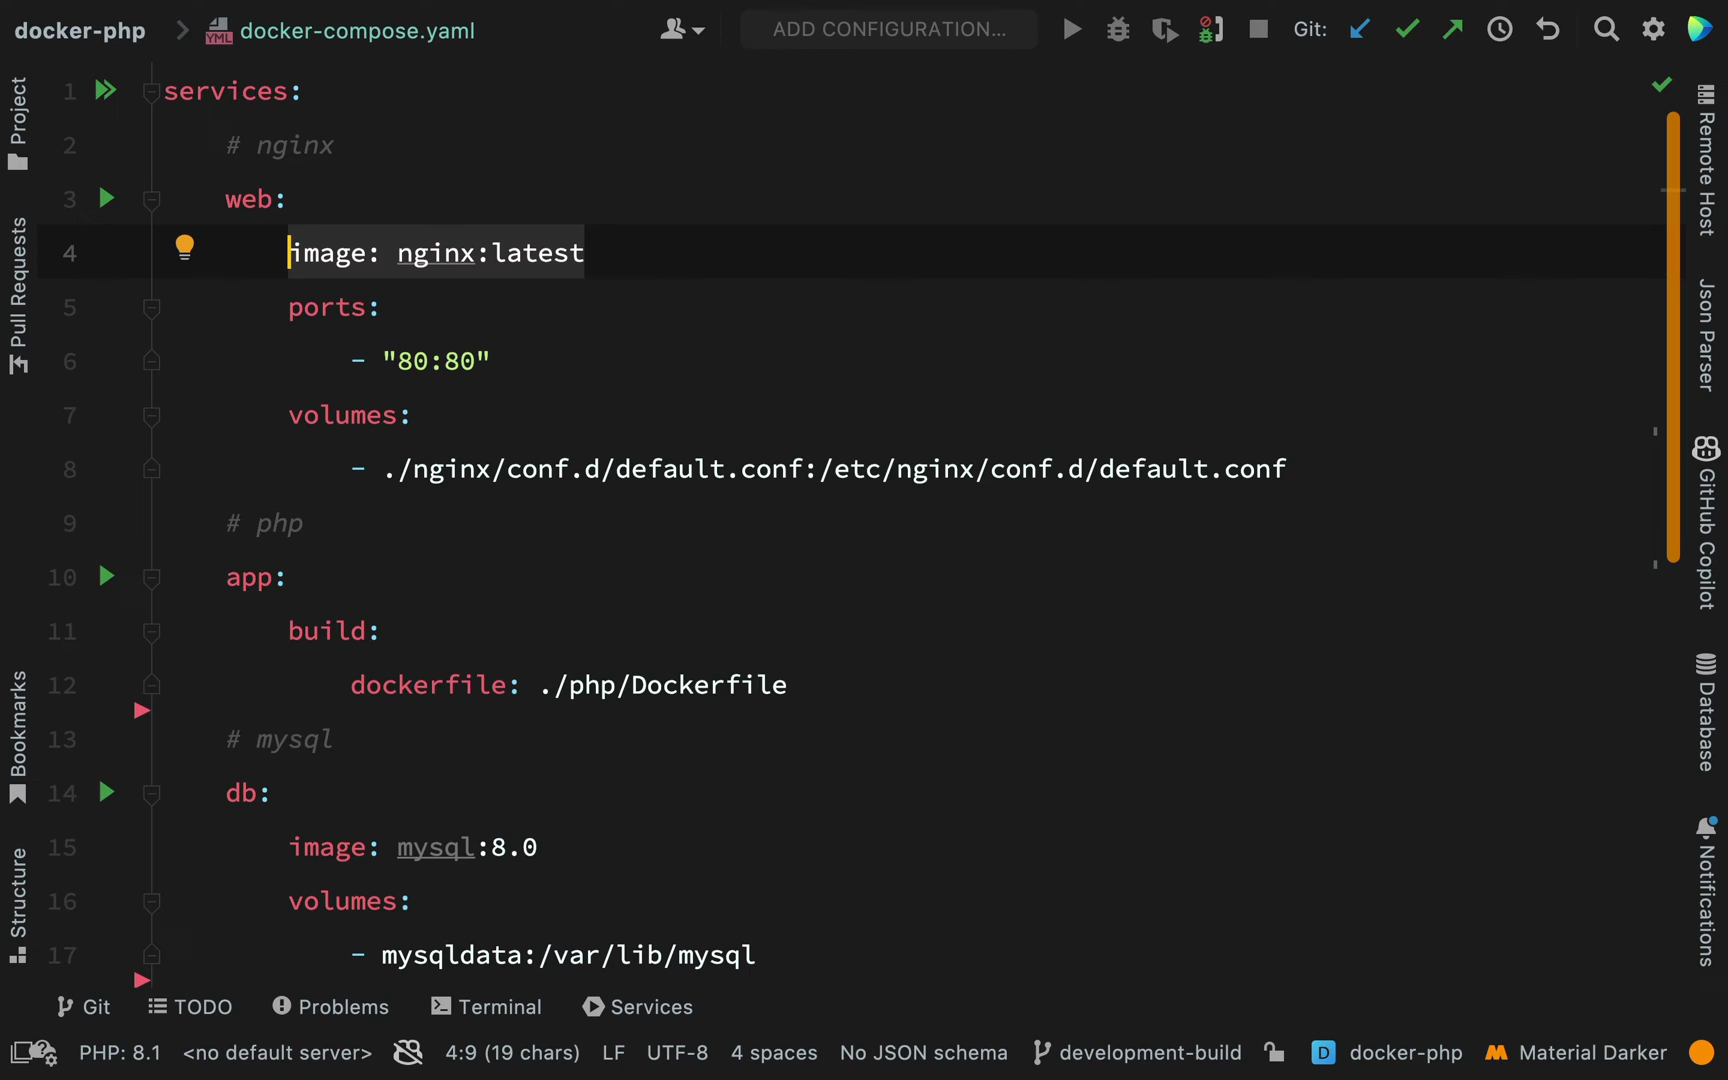 docker-php docker-compose.yaml ADD CONFIGURATION... Git:
1 services:
2 # nginx
3 web:
4 image: nginx:latest
5 ports:
6 - "80:80"
7 volumes:
8 - ./nginx/conf.d/default.conf:/etc/nginx/conf.d/default.conf
9 # php
10 app:
11 build:
12 dockerfile: ./php/Dockerfile
13 # mysql
14 db:
15 image: mysql:8.0
16 volumes:
17 - mysqldata:/var/lib/mysql
Project
Pull Requests
Bookmarks
Structure
Remote Host
Json Parser
GitHub Copilot
Database
Notifications
YML
Git TODO Problems Terminal Services
PHP: 8.1 <no default server> 4:9 (19 chars) LF UTF-8 4 spaces No JSON schema development-build D docker-php Material Darker